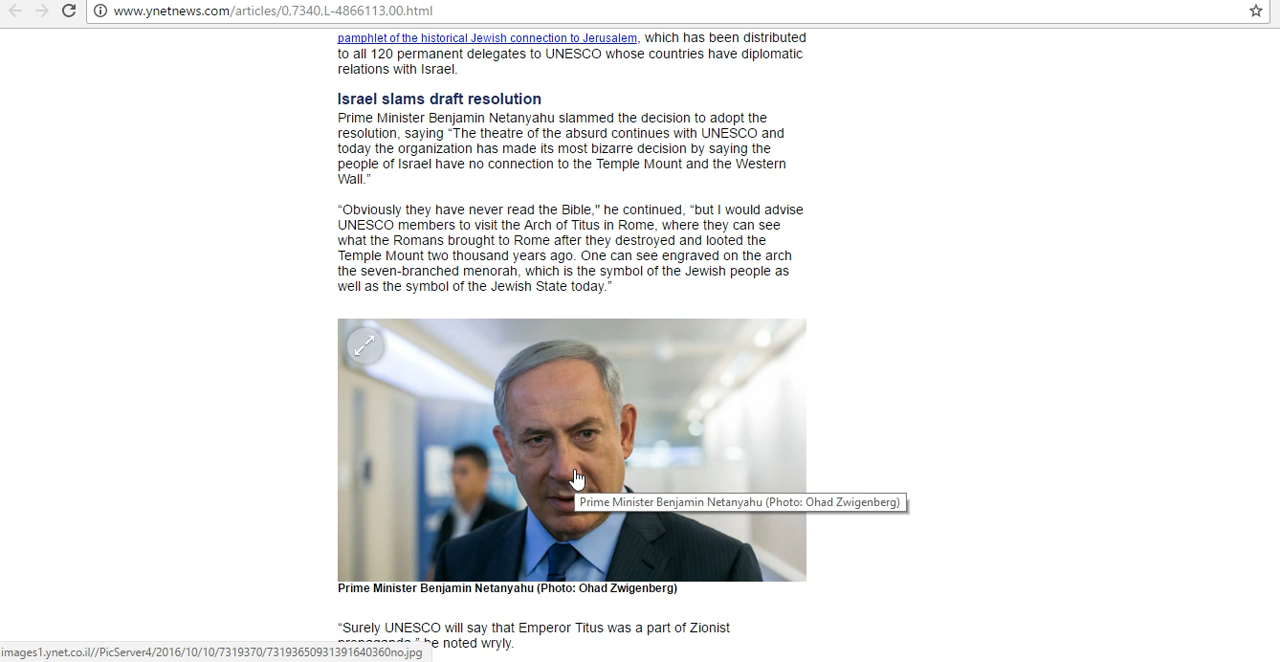 www.ynetnews.com/articles/0,7340,L-4866113,00.html
pamphlet of the historical Jewish connection to Jerusalem, which has been distributed
to all 120 permanent delegates to UNESCO whose countries have diplomatic
relations with Israel.
Israel slams draft resolution
Prime Minister Benjamin Netanyahu slammed the decision to adopt the
resolution, saying “The theatre of the absurd continues with UNESCO and
today the organization has made its most bizarre decision by saying the
people of Israel have no connection to the Temple Mount and the Western
Wall.”
“Obviously they have never read the Bible," he continued, “but I would advise
UNESCO members to visit the Arch of Titus in Rome, where they can see
what the Romans brought to Rome after they destroyed and looted the
Temple Mount two thousand years ago. One can see engraved on the arch
the seven-branched menorah, which is the symbol of the Jewish people as
well as the symbol of the Jewish State today.”
Prime Minister Benjamin Netanyahu (Photo: Ohad Zwigenberg)
Prime Minister Benjamin Netanyahu (Photo: Ohad Zwigenberg)
“Surely UNESCO will say that Emperor Titus was a part of Zionist
he noted wryly.
images1.ynet.co.il//PicServer4/2016/10/10/7319370/73193650931391640360no.jpg